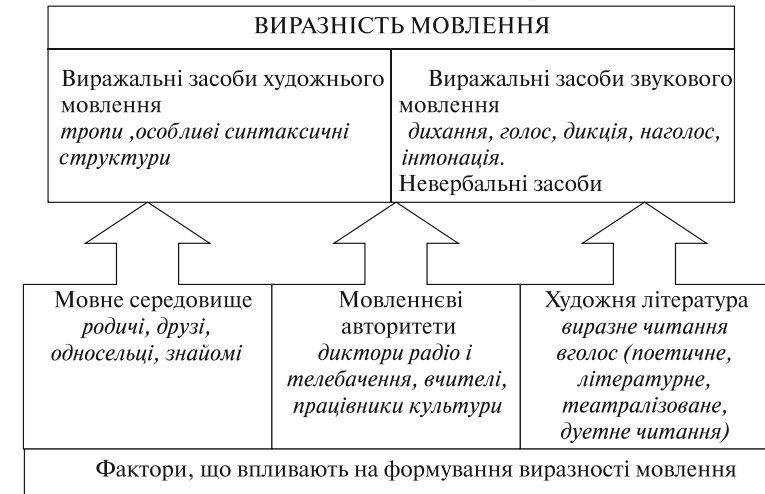 ВИРАЗНІСТЬ МОВЛЕННЯ
Виражальні засоби художнього
мовлення
тропи ,особливі синтаксичні
структури
Виражальні засоби звукового
мовлення
дихання, голос, дикція, наголос,
інтонація.
Невербальні засоби
Мовне середовище
родичі, друзі,
односельці, знайомі
Мовленнєві
авторитети
диктори радіо і
телебачення, вчителі,
працівники культури
Художня література
виразне читання
вголос (поетичне,
літературне,
театралізоване,
дуетне читання)
Фактори, що впливають на формування виразності мовлення